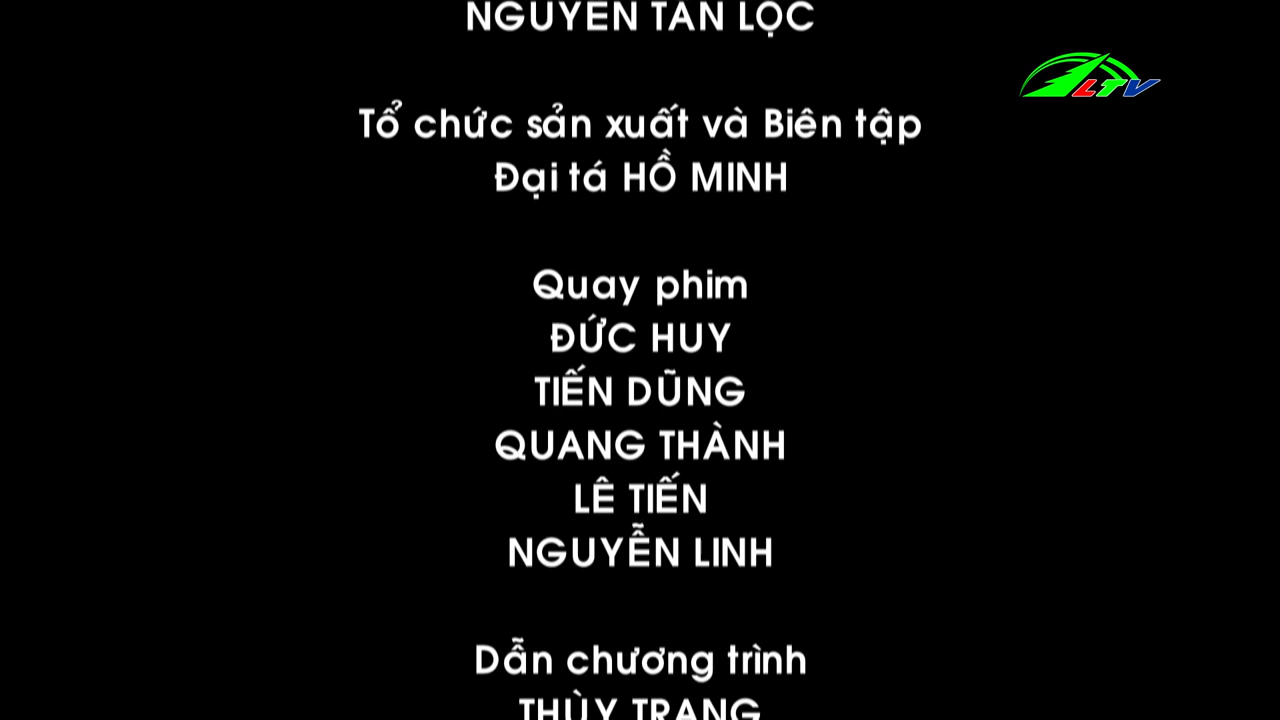 NGUYỄN TẤN LỘC
LTV
Tổ chức sản xuất và Biên tập
Đại tá HỒ MINH
Quay phim
ĐỨC HUY
TIẾN DŨNG
QUANG THÀNH
LÊ TIẾN
NGUYỄN LINH
Dẫn chương trình
THÙY TRANG